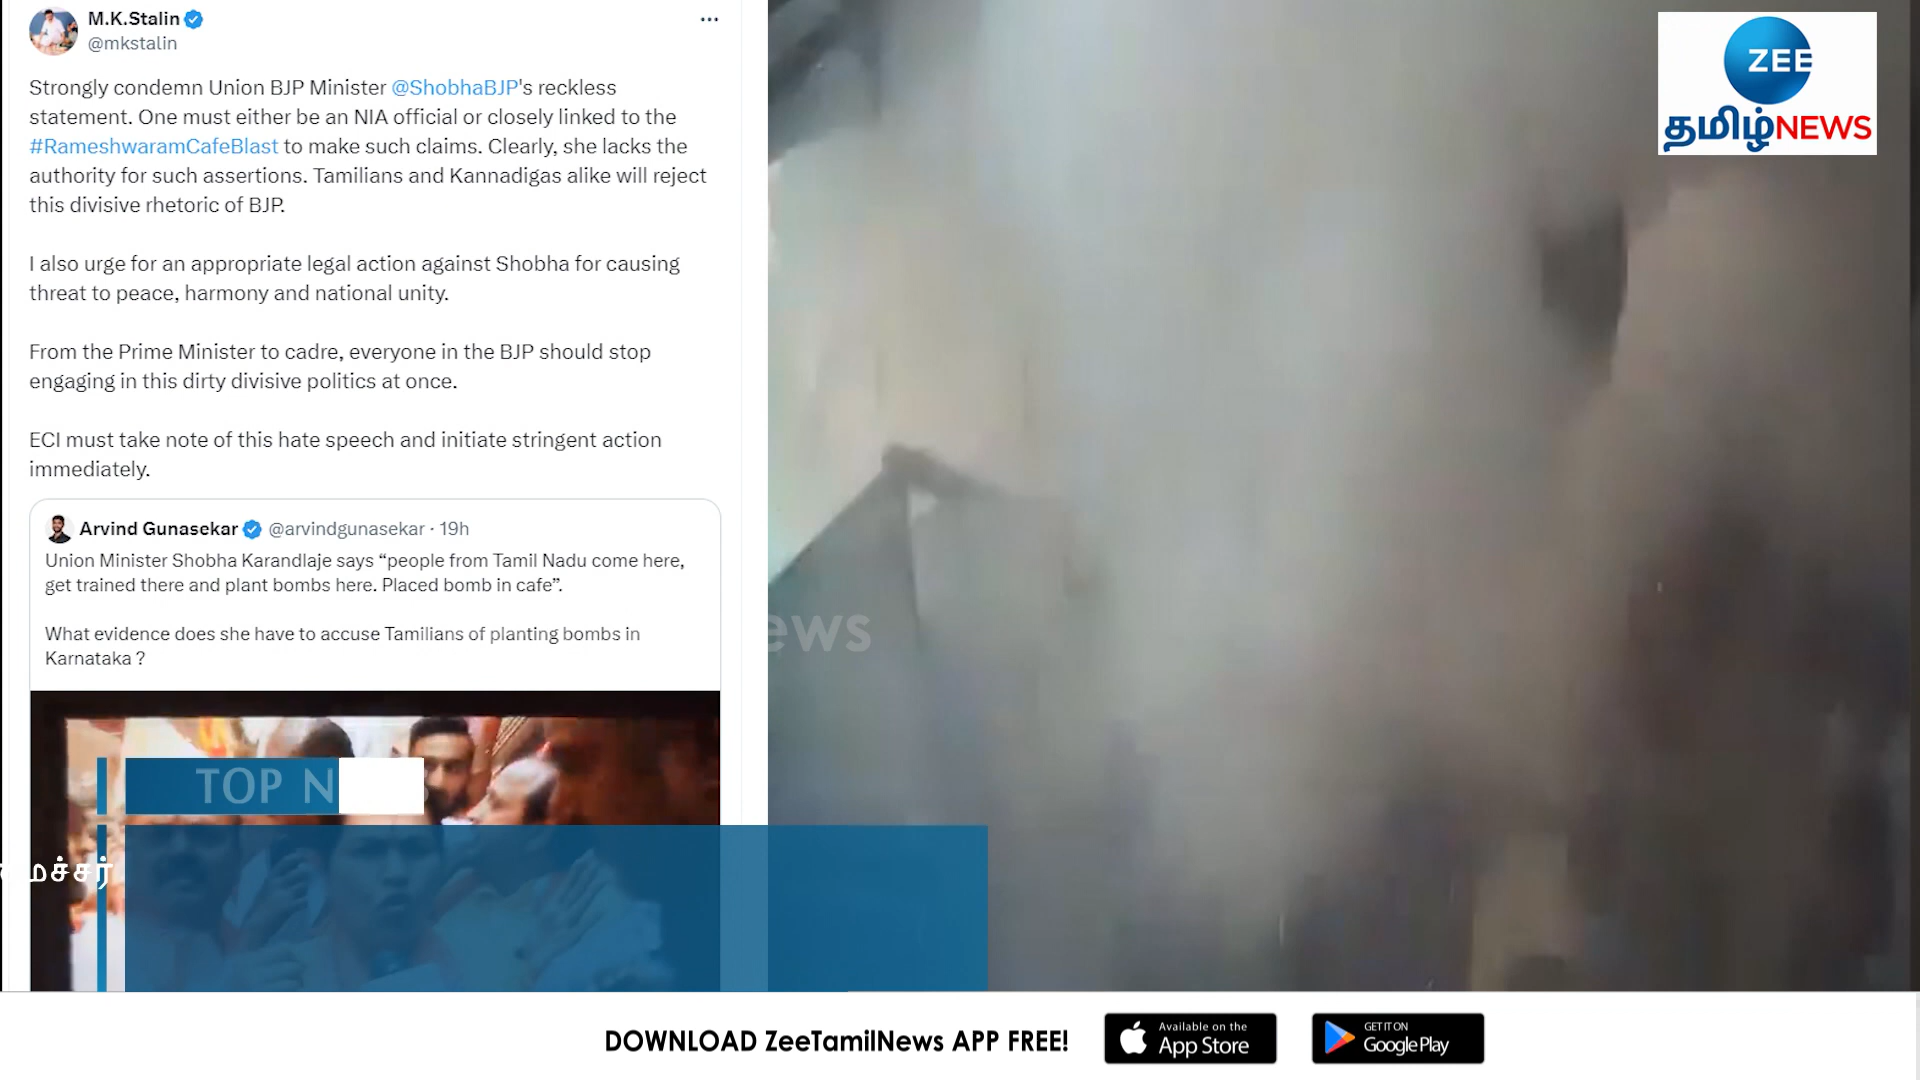 M.K.Stalin
@mkstalin
Strongly condemn Union BJP Minister @ShobhaBJP's reckless
statement. One must either be an NIA official or closely linked to the
#RameshwaramCafeBlast to make such claims. Clearly, she lacks the
authority for such assertions. Tamilians and Kannadigas alike will reject
this divisive rhetoric of BJP.
I also urge for an appropriate legal action against Shobha for causing
threat to peace, harmony and national unity.
From the Prime Minister to cadre, everyone in the BJP should stop
engaging in this dirty divisive politics at once.
ECI must take note of this hate speech and initiate stringent action
immediately.
Arvind Gunasekar @arvindgunasekar · 19h
Union Minister Shobha Karandlaje says “people from Tamil Nadu come here,
get trained there and plant bombs here. Placed bomb in cafe”.
What evidence does she have to accuse Tamilians of planting bombs in
Karnataka ?
ZEE
தமிழ் NEWS
ews
TOP N
மைச்சர்
DOWNLOAD ZeeTamilNews APP FREE!
Available on the
App Store
GET IT ON
Google Play